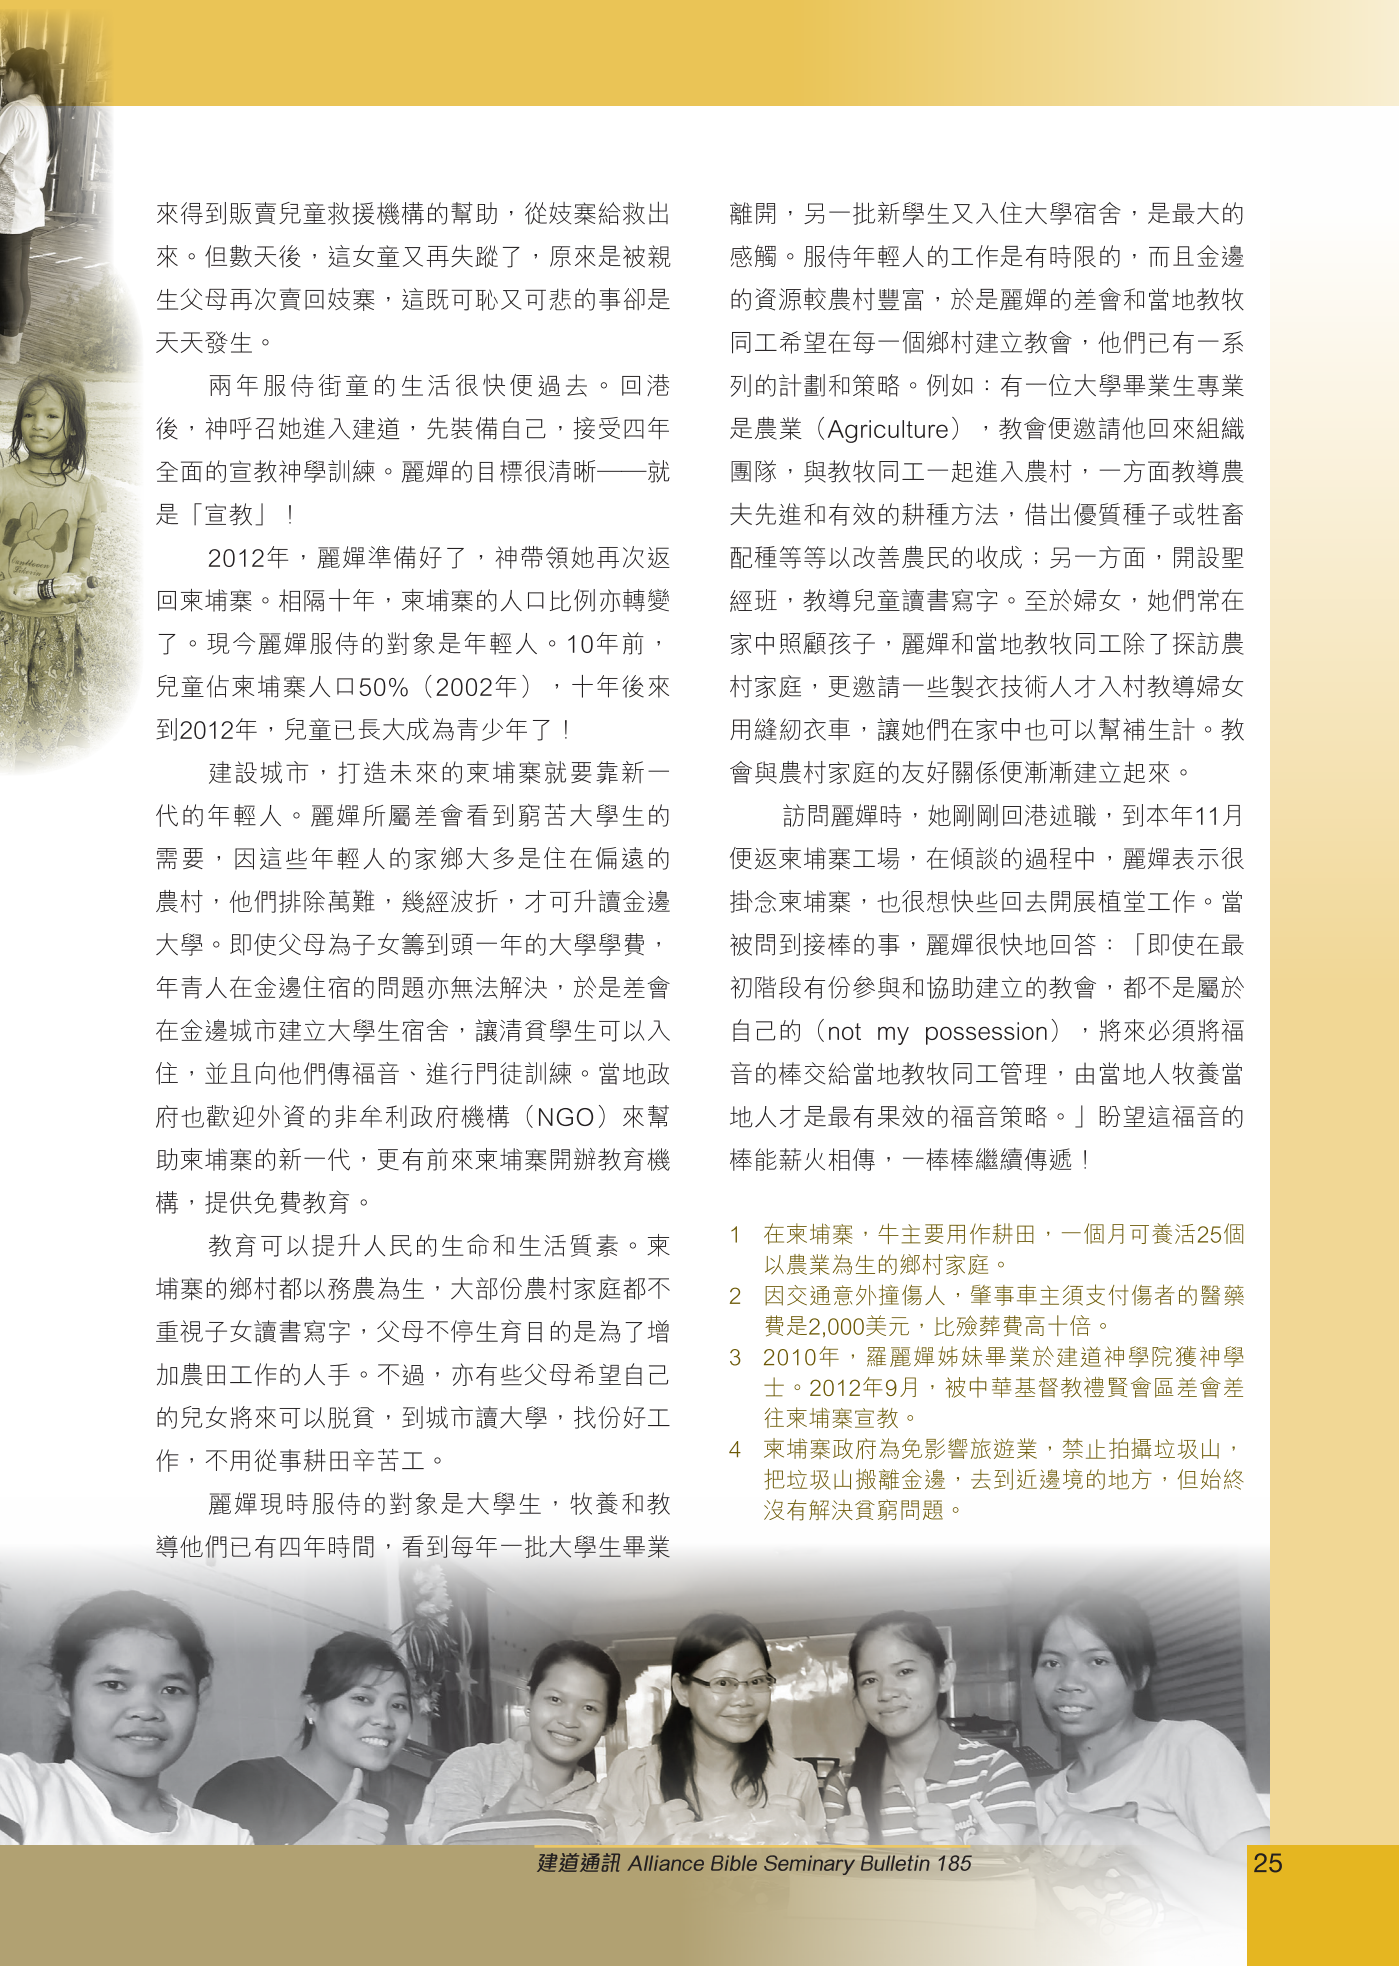 來得到販賣兒童救援機構的幫助，從妓寨給救出
來。但數天後，這女童又再失蹤了，原來是被親
生父母再次賣回妓寨，這既可恥又可悲的事卻是
天天發生。
兩年服侍街童的生活很快便過去。回港
後，神呼召她進入建道，先裝備自己，接受四年
全面的宣教神學訓練。麗嬋的目標很清晰——就
是「宣教」！
2012年，麗嬋準備好了，神帶領她再次返
回柬埔寨。相隔十年，柬埔寨的人口比例亦轉變
了。現今麗嬋服侍的對象是年輕人。10年前，
兒童佔柬埔寨人口50%（2002年），十年後來
到2012年，兒童已長大成為青少年了！
建設城市，打造未來的柬埔寨就要靠新一
代的年輕人。麗嬋所屬差會看到窮苦大學生的
需要，因這些年輕人的家鄉大多是住在偏遠的
農村，他們排除萬難，幾經波折，才可升讀金邊
大學。即使父母為子女籌到頭一年的大學學費，
年青人在金邊住宿的問題亦無法解決，於是差會
在金邊城市建立大學生宿舍，讓清貧學生可以入
住，並且向他們傳福音、進行門徒訓練。當地政
府也歡迎外資的非牟利政府機構（NGO）來幫
助柬埔寨的新一代，更有前來柬埔寨開辦教育機
構，提供免費教育。
教育可以提升人民的生命和生活質素。柬
埔寨的鄉村都以務農為生，大部份農村家庭都不
重視子女讀書寫字，父母不停生育目的是為了增
加農田工作的人手。不過，亦有些父母希望自己
的兒女將來可以脱貧，到城市讀大學，找份好工
作，不用從事耕田辛苦工。
麗嬋現時服侍的對象是大學生，牧養和教
導他們已有四年時間，看到每年一批大學生畢業
離開，另一批新學生又入住大學宿舍，是最大的
感觸。服侍年輕人的工作是有時限的，而且金邊
的資源較農村豐富，於是麗嬋的差會和當地教牧
同工希望在每一個鄉村建立教會，他們已有一系
列的計劃和策略。例如：有一位大學畢業生專業
是農業（Agriculture），教會便邀請他回來組織
團隊，與教牧同工一起進入農村，一方面教導農
夫先進和有效的耕種方法，借出優質種子或牲畜
配種等等以改善農民的收成；另一方面，開設聖
經班，教導兒童讀書寫字。至於婦女，她們常在
家中照顧孩子，麗嬋和當地教牧同工除了探訪農
村家庭，更邀請一些製衣技術人才入村教導婦女
用縫紉衣車，讓她們在家中也可以幫補生計。教
會與農村家庭的友好關係便漸漸建立起來。
訪問麗嬋時，她剛剛回港述職，到本年11月
便返柬埔寨工場，在傾談的過程中，麗嬋表示很
掛念柬埔寨，也很想快些回去開展植堂工作。當
被問到接棒的事，麗嬋很快地回答：「即使在最
初階段有份參與和協助建立的教會，都不是屬於
自己的（not my possession），將來必須將福
音的棒交給當地教牧同工管理，由當地人牧養當
地人才是最有果效的福音策略。」盼望這福音的
棒能薪火相傳，一棒棒繼續傳遞！
1 在柬埔寨，牛主要用作耕田，一個月可養活25個
以農業為生的鄉村家庭。
2 因交通意外撞傷人，肇事車主須支付傷者的醫藥
費是2,000美元，比殮葬費高十倍。
3 2010年，羅麗嬋姊妹畢業於建道神學院獲神學
士。2012年9月，被中華基督教禮賢會區差會差
往柬埔寨宣教。
4 柬埔寨政府為免影響旅遊業，禁止拍攝垃圾山，
把垃圾山搬離金邊，去到近邊境的地方，但始終
沒有解決貧窮問題。
建道通訊 Alliance Bible Seminary Bulletin 185
25